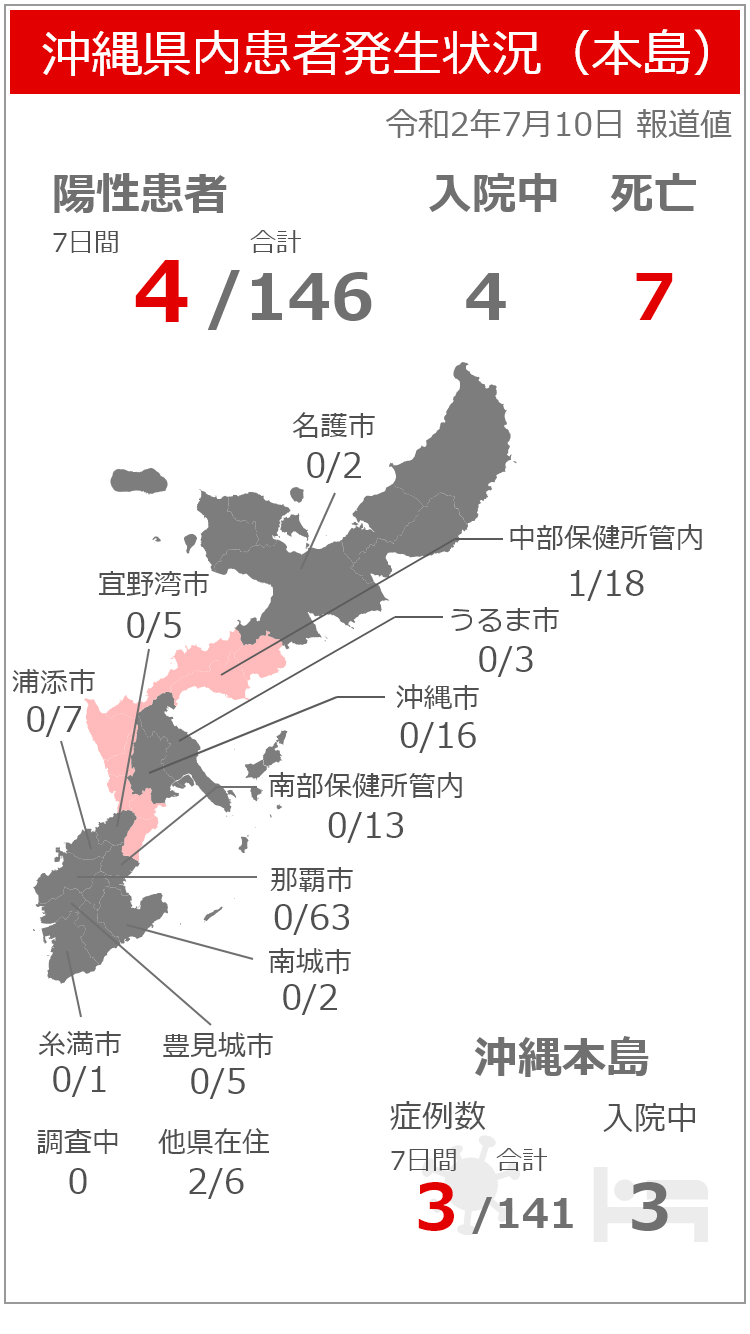 沖縄県内患者発生状況（本島）
令和2年7月10日 報道値
陽性患者 入院中 死亡
7日間 合計
4 /146 4 7
名護市
0/2
中部保健所管内
1/18
宜野湾市
0/5
うるま市
0/3
浦添市
0/7
沖縄市
0/16
南部保健所管内
0/13
那覇市
0/63
南城市
0/2
糸満市
0/1
豊見城市
0/5
調査中
0
他県在住
2/6
沖縄本島
症例数 入院中
7日間 合計
3 /141 3